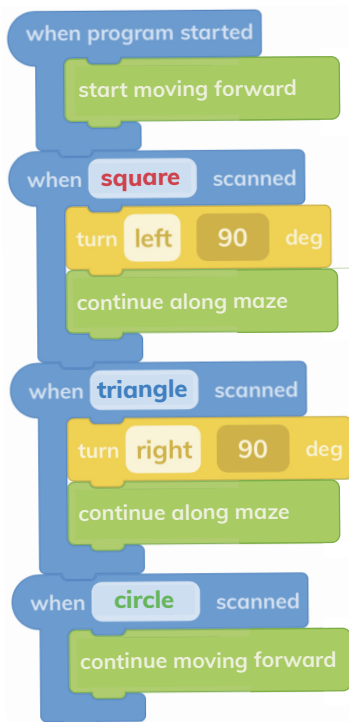 when program started
start moving forward
when square scanned
turn left 90 deg
continue along maze
when triangle scanned
turn right 90 deg
continue along maze
when circle scanned
continue moving forward